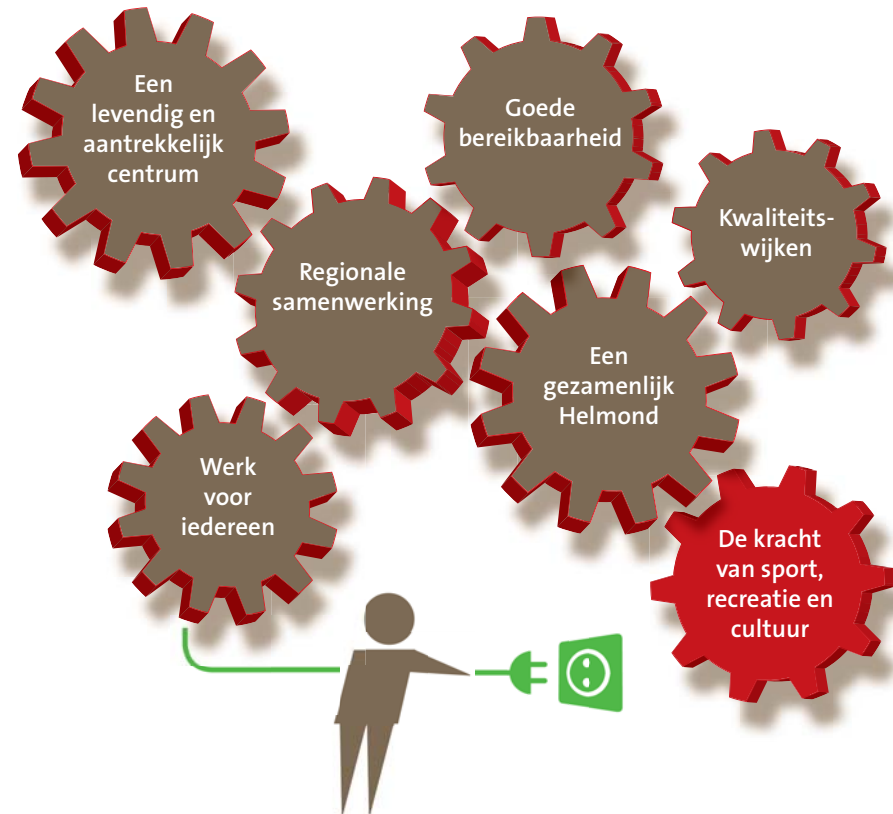 Een
levendig en
aantrekkelijk
centrum
Goede
bereikbaarheid
Kwaliteits-
wijken
Regionale
samenwerking
Een
gezamenlijk
Helmond
Werk
voor
iedereen
De kracht
van sport,
recreatie en
cultuur